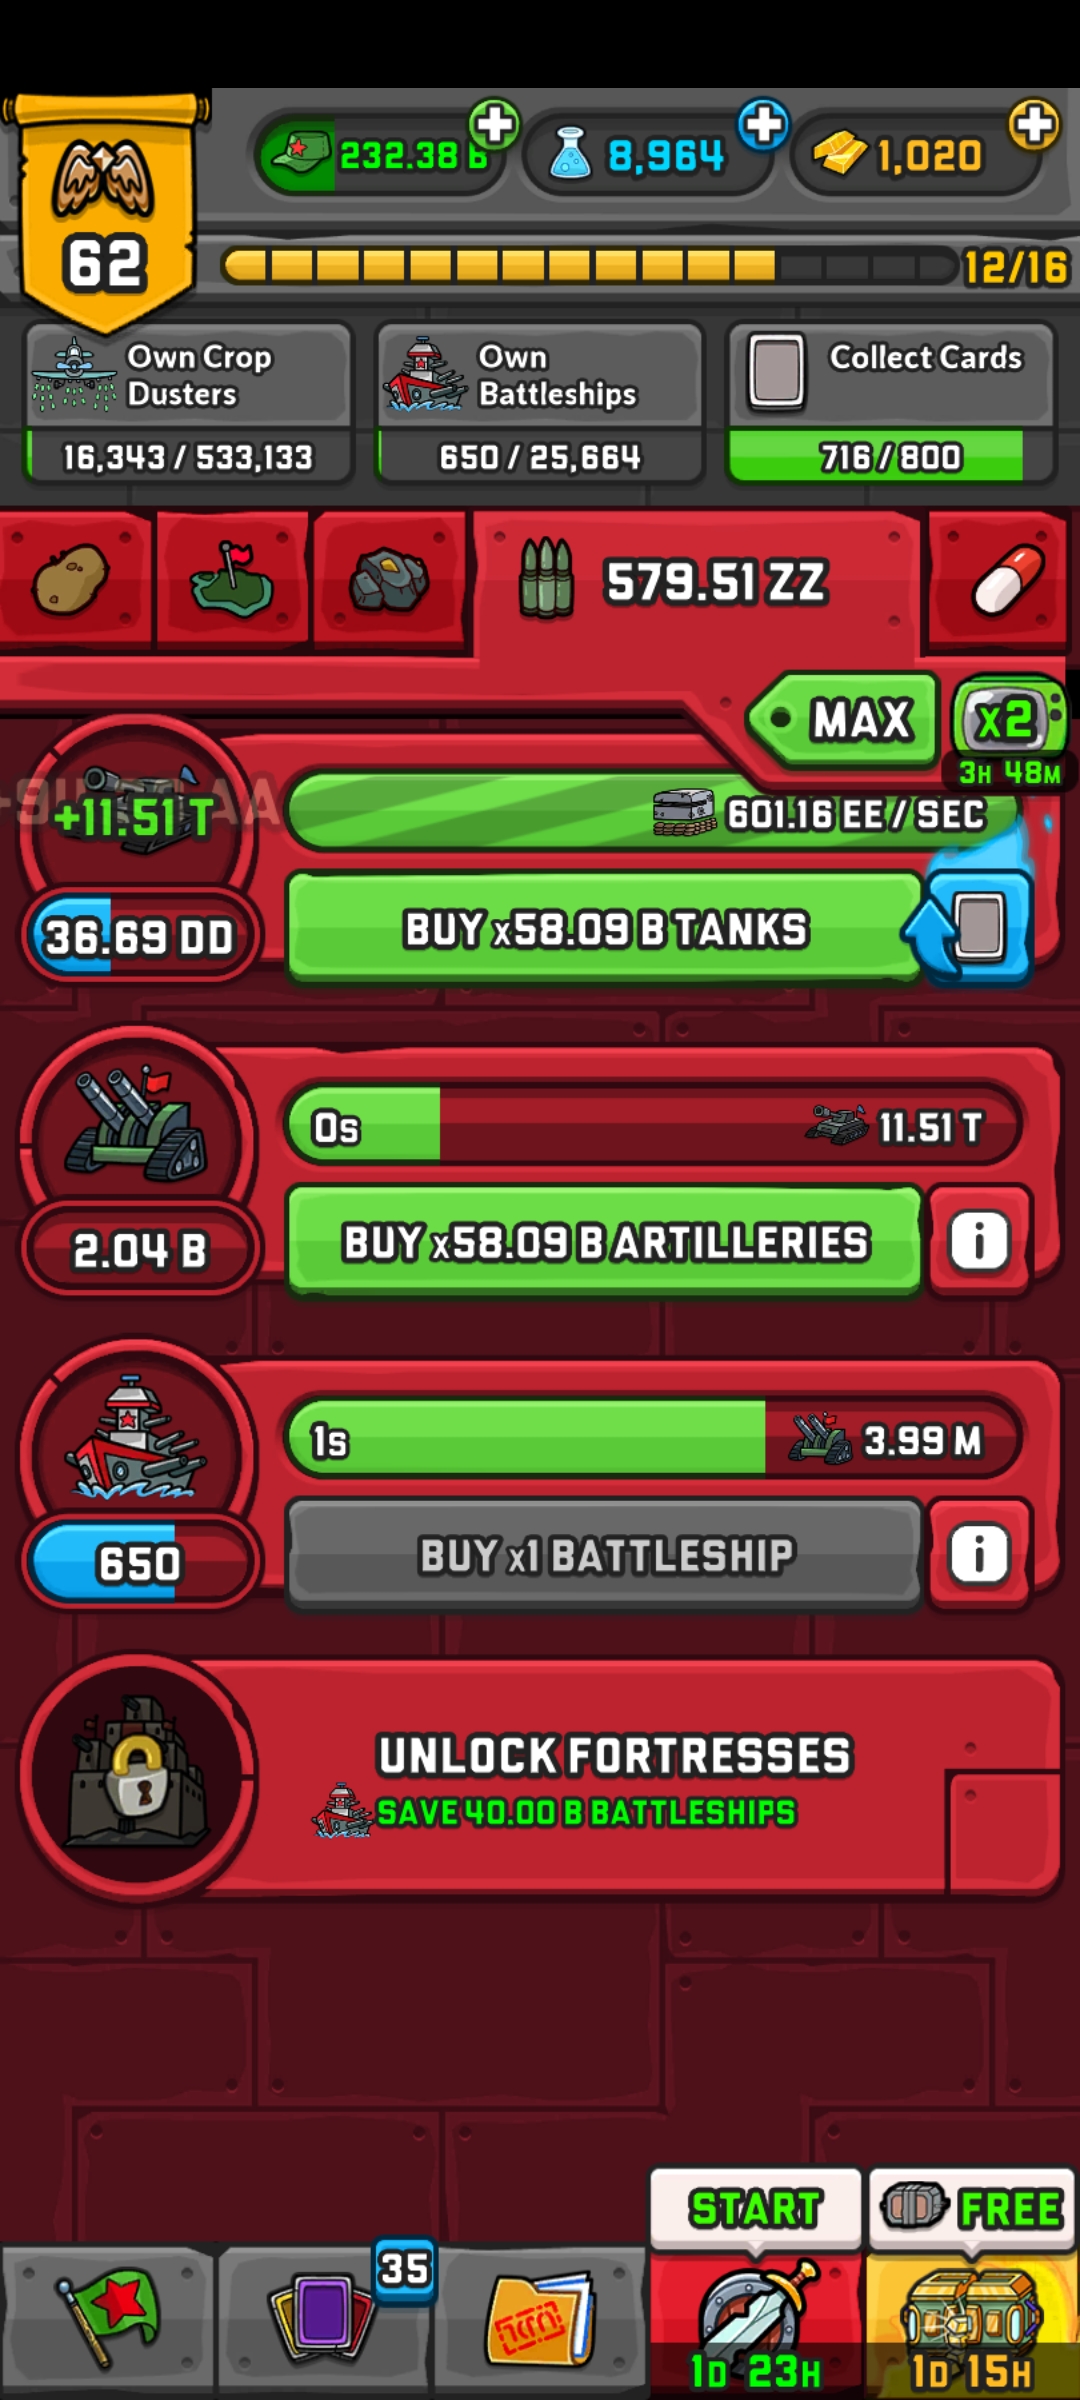 232.38 B
8,964
1,020
62
12/16
Own Crop
Dusters
16,343 / 533,133
Own
Battleships
650 / 25,664
Collect Cards
716 / 800
579.51 ZZ
MAX
x2
3H 48M
+11.51 T
601.16 EE / SEC
36.69 DD
BUY x58.09 B TANKS
0s
11.51 T
2.04 B
BUY x58.09 B ARTILLERIES
i
1s
3.99 M
650
BUY x1 BATTLESHIP
i
UNLOCK FORTRESSES
SAVE 40.00 B BATTLESHIPS
START
FREE
35
1D 23H
1D 15H